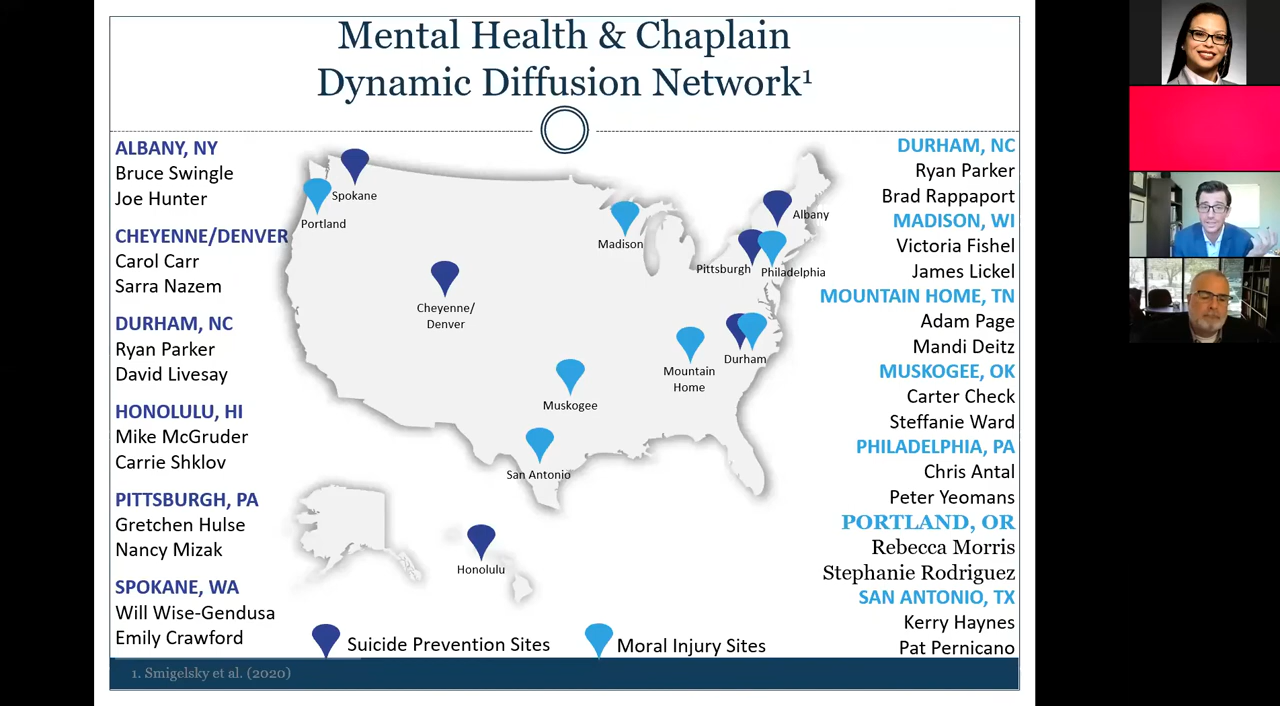 Mental Health & Chaplain
Dynamic Diffusion Network¹
ALBANY, NY
Bruce Swingle
Joe Hunter
CHEYENNE/DENVER
Carol Carr
Sarra Nazem
DURHAM, NC
Ryan Parker
David Livesay
HONOLULU, HI
Mike McGruder
Carrie Shklov
PITTSBURGH, PA
Gretchen Hulse
Nancy Mizak
SPOKANE, WA
Will Wise-Gendusa
Emily Crawford
Spokane
Portland
Madison
Albany
Pittsburgh
Philadelphia
Cheyenne/
Denver
Durham
Mountain
Home
Muskogee
San Antonio
Honolulu
Suicide Prevention Sites
Moral Injury Sites
DURHAM, NC
Ryan Parker
Brad Rappaport
MADISON, WI
Victoria Fishel
James Lickel
MOUNTAIN HOME, TN
Adam Page
Mandi Deitz
MUSKOGEE, OK
Carter Check
Steffanie Ward
PHILADELPHIA, PA
Chris Antal
Peter Yeomans
PORTLAND, OR
Rebecca Morris
Stephanie Rodriguez
SAN ANTONIO, TX
Kerry Haynes
Pat Pernicano
1. Smigelsky et al. (2020)